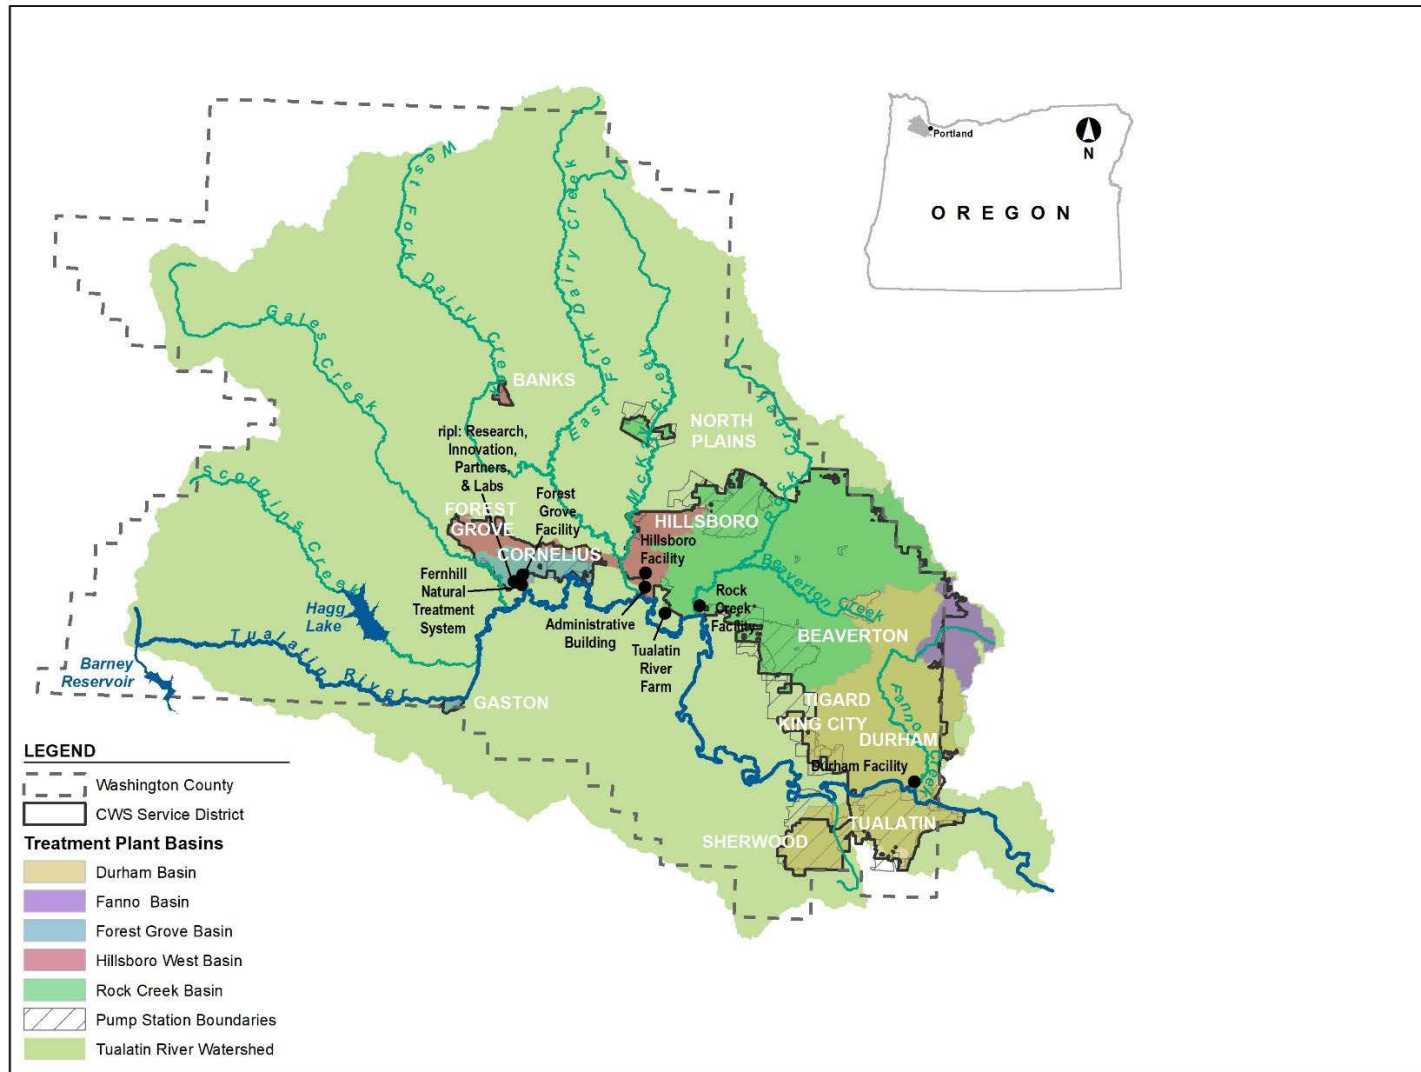 Portland
N
OREGON
West Fork Dairy Creek
East Fork Dairy Creek
McKay Creek
Gales Creek
Rock Creek
BANKS
NORTH
PLAINS
ripl: Research,
Innovation,
Partners,
& Labs
Forest
Grove
Facility
FOREST
GROVE
CORNELIUS
HILLSBORO
Hillsboro
Facility
Scoggins Creek
Fernhill
Natural
Treatment
System
Beaverton Creek
Rock
Creek
Facility
Hagg
Lake
Administrative
Building
BEAVERTON
Tualatin River
Tualatin
River
Farm
Barney
Reservoir
GASTON
TIGARD
KING CITY
Fanno Creek
DURHAM
Durham Facility
TUALATIN
SHERWOOD
LEGEND
Washington County
CWS Service District
Treatment Plant Basins
Durham Basin
Fanno Basin
Forest Grove Basin
Hillsboro West Basin
Rock Creek Basin
Pump Station Boundaries
Tualatin River Watershed